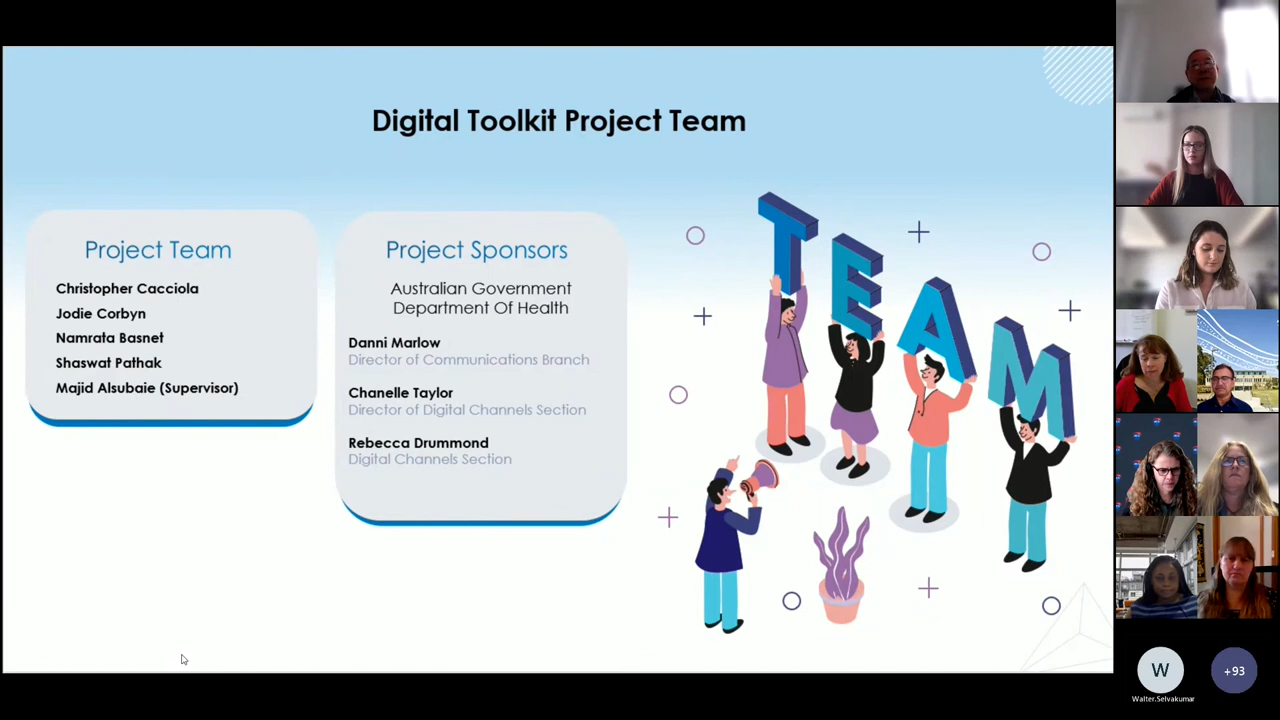 Digital Toolkit Project Team
Project Team
Christopher Cacciola
Jodie Corbyn
Namrata Basnet
Shaswat Pathak
Majid Alsubaie (Supervisor)
Project Sponsors
Australian Government
Department Of Health
Danni Marlow
Director of Communications Branch
Chanelle Taylor
Director of Digital Channels Section
Rebecca Drummond
Digital Channels Section
TEAM
W
Walter.Selvakumar
+93